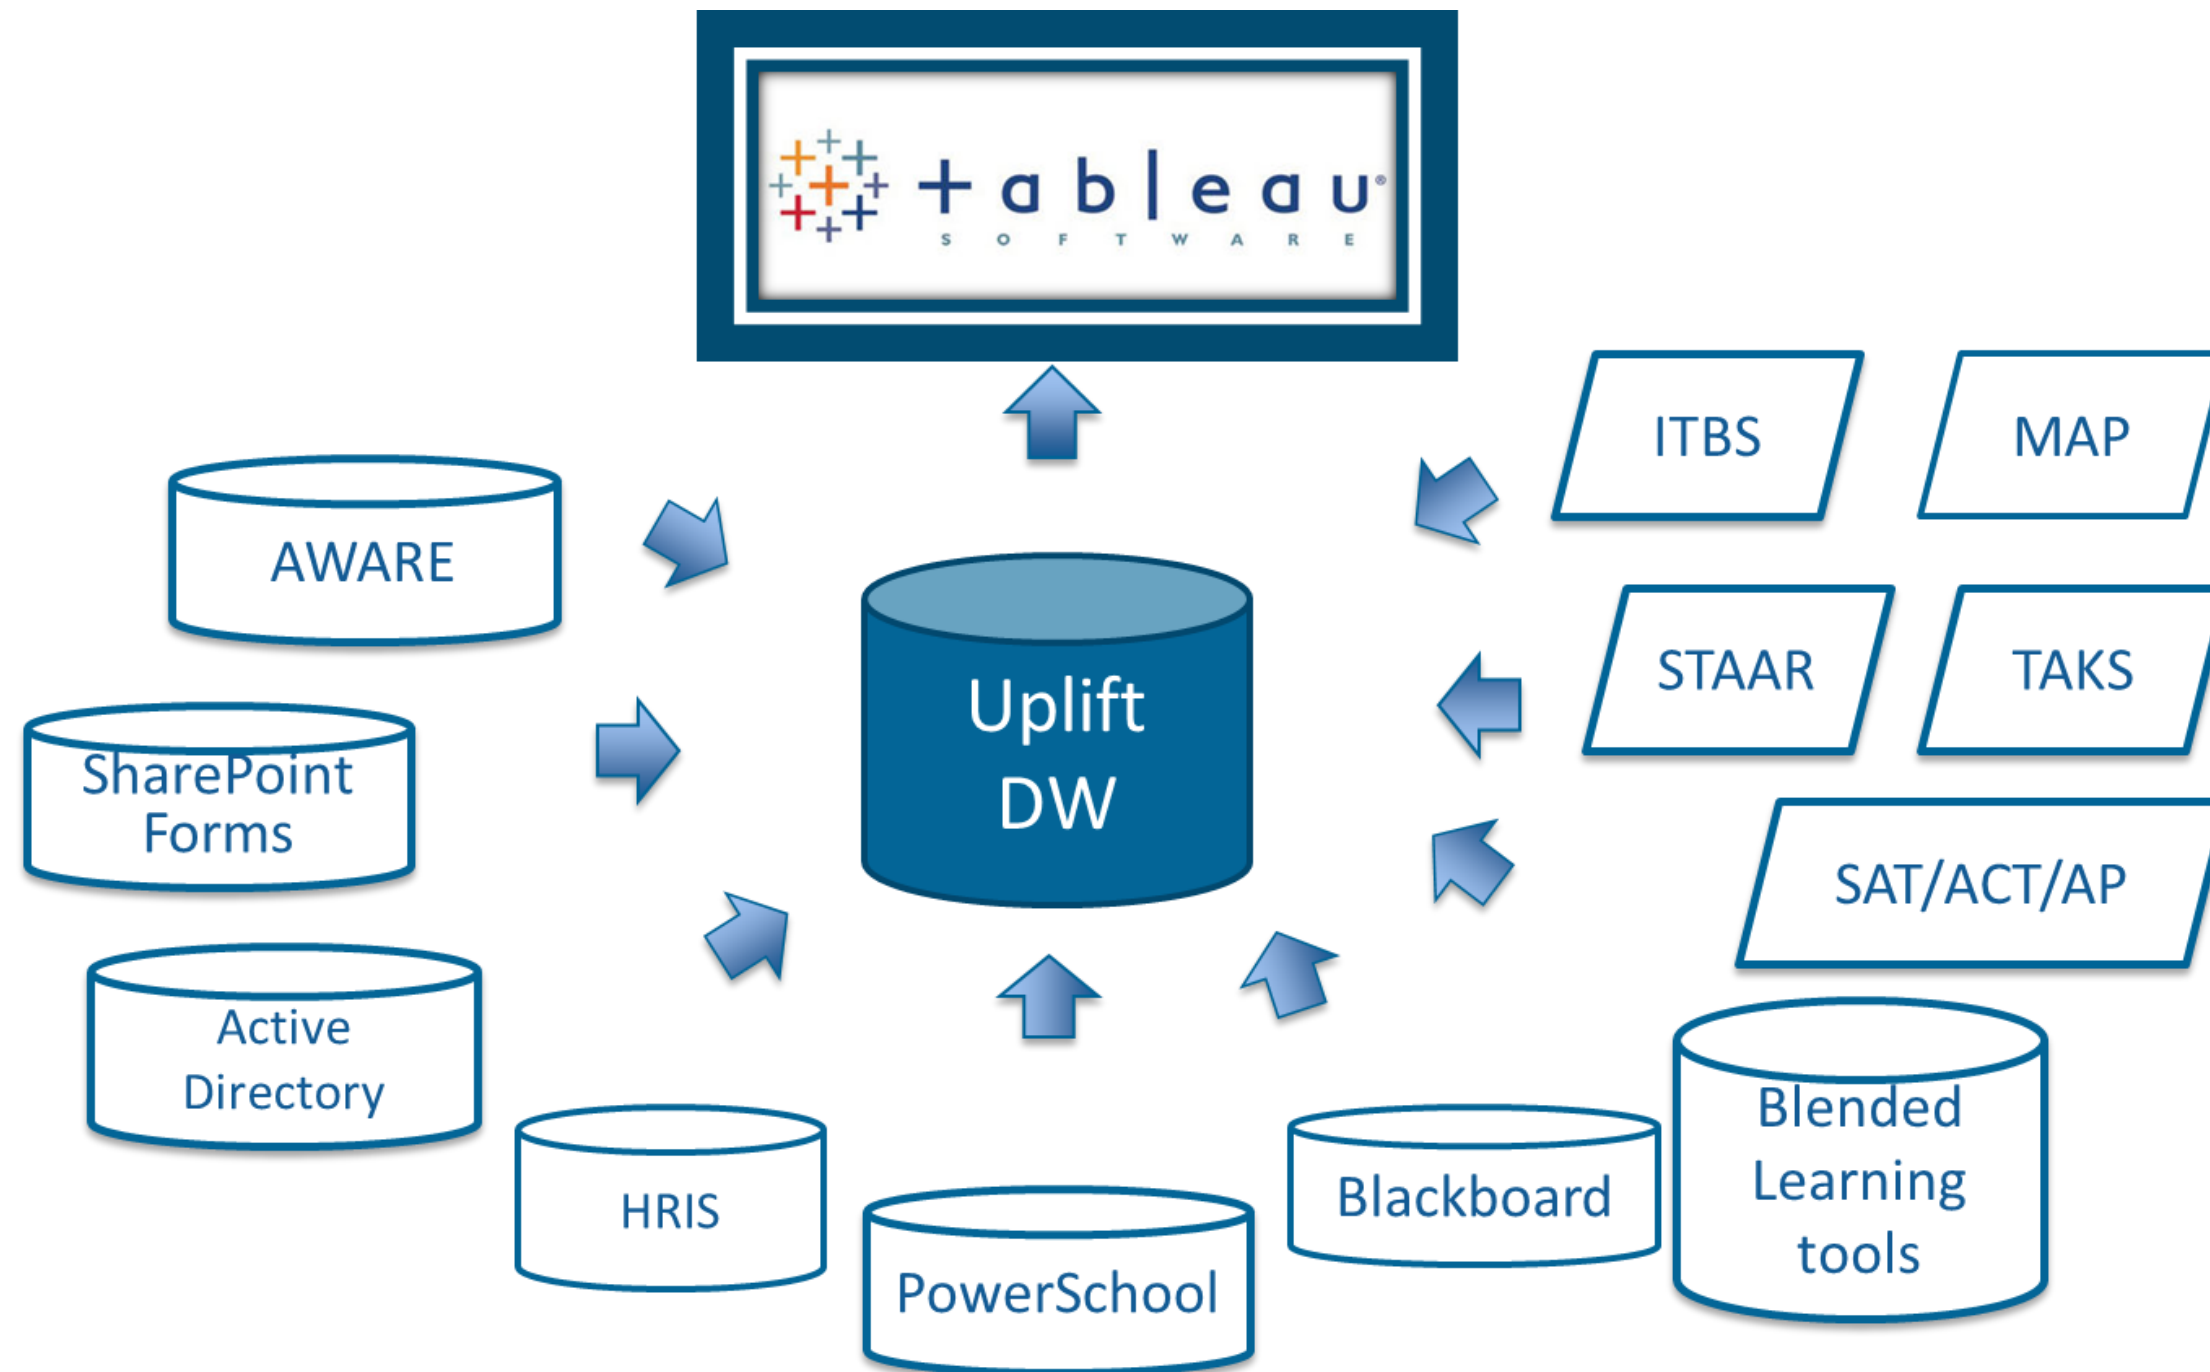 +ableau®
SOFTWARE
ITBS
MAP
AWARE
STAAR
TAKS
Uplift
DW
SharePoint
Forms
SAT/ACT/AP
Active
Directory
HRIS
PowerSchool
Blackboard
Blended
Learning
tools